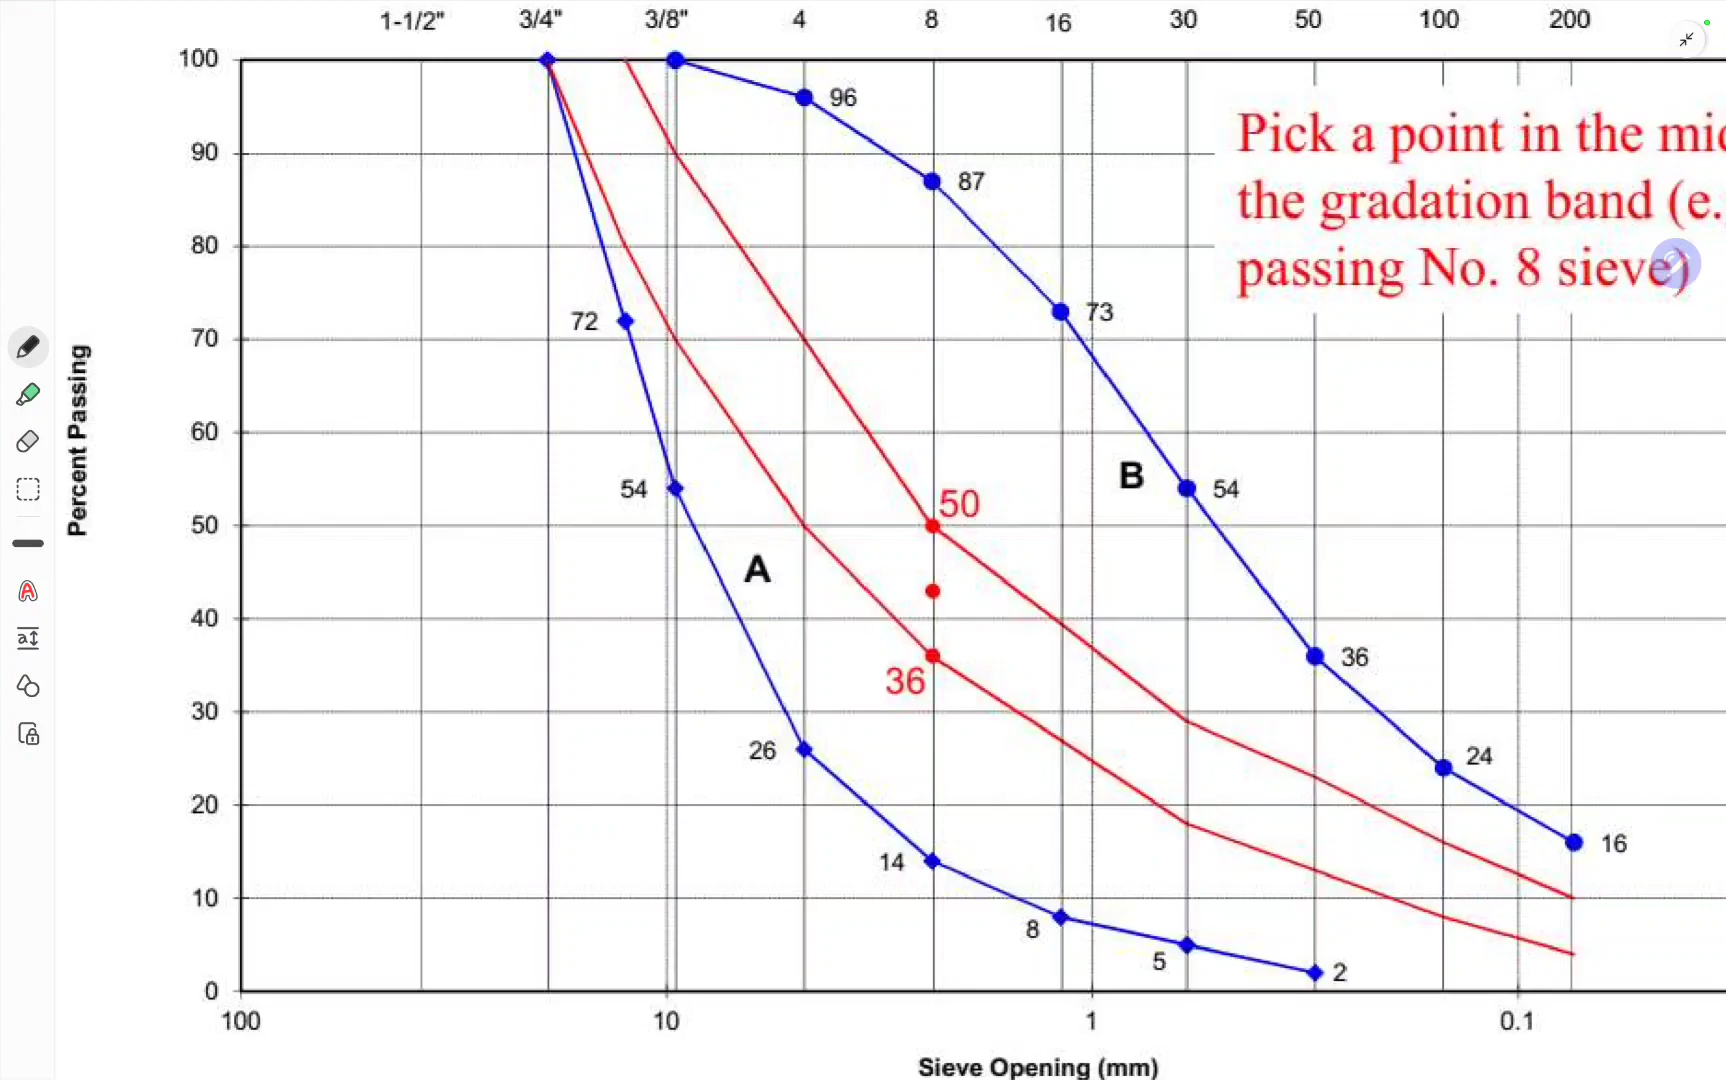 1-1/2" 3/4" 3/8" 4 8 16 30 50 100 200
100
Pick a point in the
90
the gradation band (e.
80
passing No. 8 sieve)
70
60
50
40
30
20
10
0
96
87
73
54
36
24
16
72
54
26
14
8
5
2
50
36
A
B
Percent Passing
100 10 1 0.1
Sieve Opening (mm)
A
a